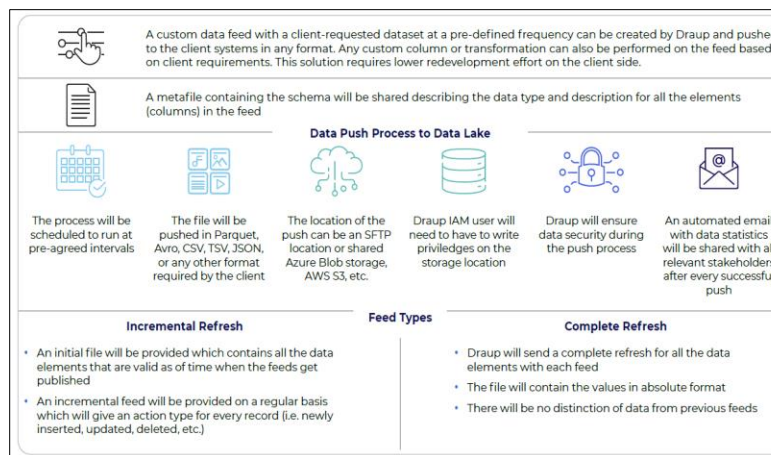 A custom data feed with a client-requested dataset at a pre-defined frequency can be created by Draup and pushe
to the client systems in any format. Any custom column or transformation can also be performed on the feed based
on client requirements. This solution requires lower redevelopment effort on the client side.
A metafile containing the schema will be shared describing the data type and description for all the elements
(columns) in the feed
Data Push Process to Data Lake
The process will be
scheduled to run at
pre-agreed intervals
The file will be
pushed in Parquet,
Avro, CSV, TSV, JSON,
or any other format
required by the client
The location of the
push can be an SFTP
location or shared
Azure Blob storage,
AWS S3, etc.
Draup IAM user will
need to have to write
priviledges on the
storage location
Draup will ensure
data security during
the push process
@
An automated email
with data statistics
will be shared with al
relevant stakeholders
after every successfu
push
Feed Types
Incremental Refresh
• An initial file will be provided which contains all the data
elements that are valid as of time when the feeds get
published
• An incremental feed will be provided on a regular basis
which will give an action type for every record (i.e. newly
inserted, updated, deleted, etc.)
Complete Refresh
• Draup will send a complete refresh for all the data
elements with each feed
• The file will contain the values in absolute format
• There will be no distinction of data from previous feeds